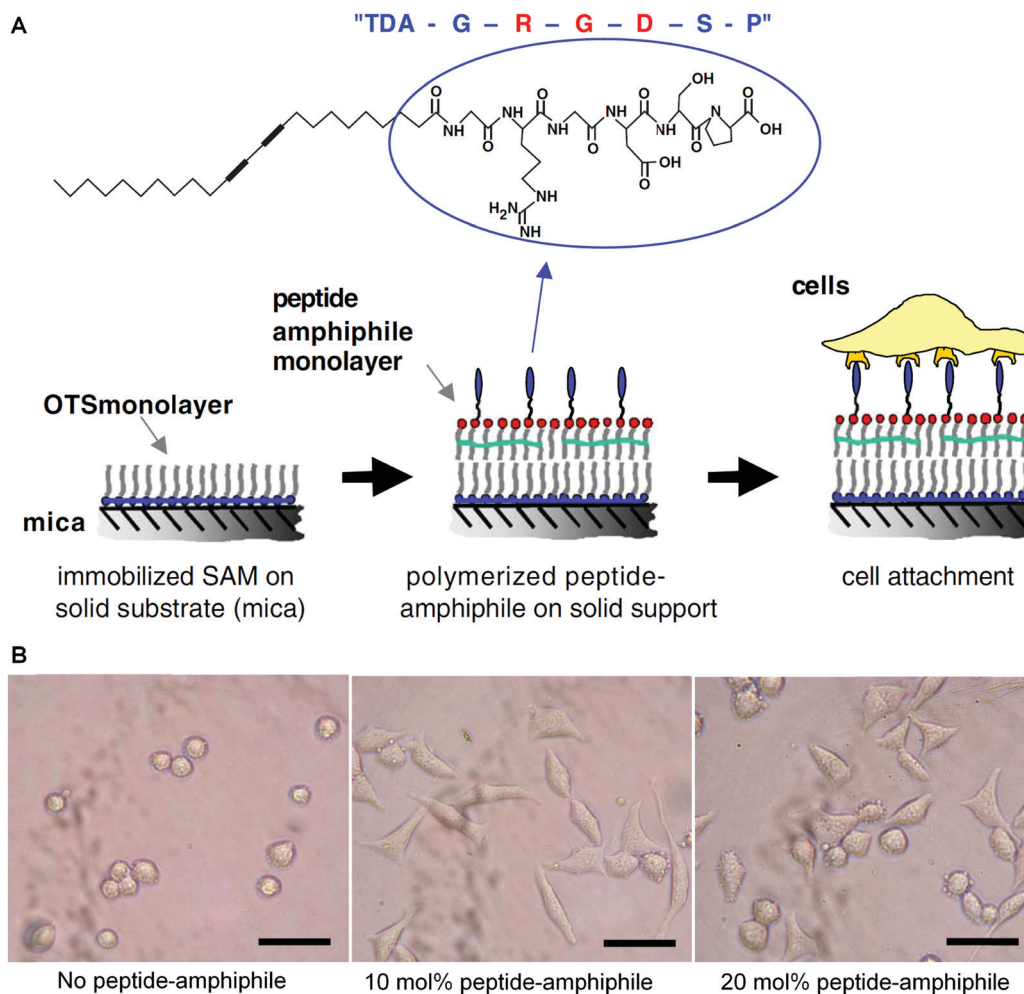 A
"TDA - G – R – G – D – S - P"
O
O
O
O
OH
NH
NH
NH
N
OH
NH
O
NH
O
NH
O
O
OH
O
NH
H2N
NH
peptide
amphiphile
monolayer
cells
OTSmonolayer
mica
immobilized SAM on
solid substrate (mica)
polymerized peptide-
amphiphile on solid support
cell attachment
B
No peptide-amphiphile
10 mol% peptide-amphiphile
20 mol% peptide-amphiphile